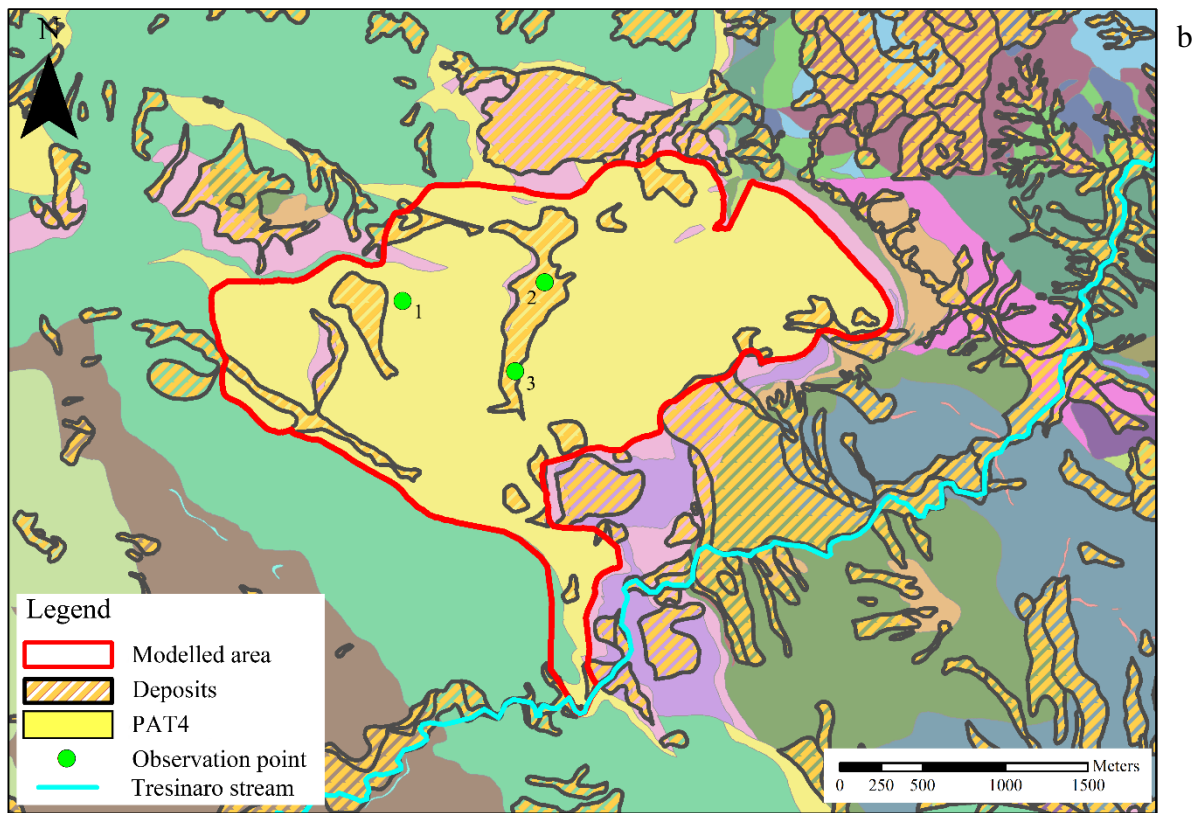 N
b
1
2
3
Legend
Modelled area
Deposits
PAT4
Observation point
Tresinaro stream
Meters
0 250 500 1000 1500